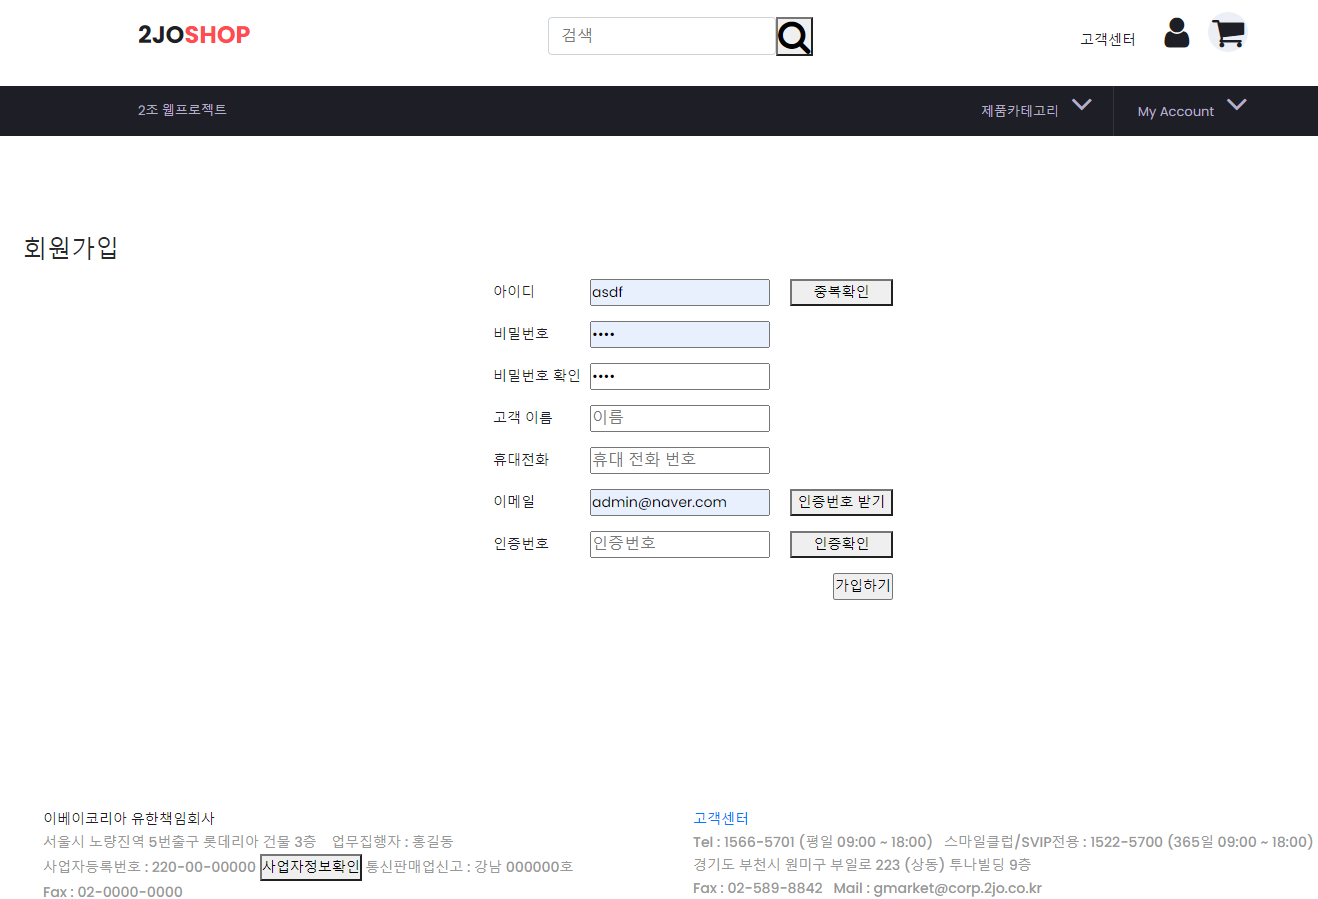 2JOSHOP
검색
고객센터
2조 웹프로젝트
제품카테고리
My Account
회원가입
아이디 asdf 중복확인
비밀번호 ••••
비밀번호 확인 ••••
고객 이름 이름
휴대전화 휴대 전화 번호
이메일 admin@naver.com 인증번호 받기
인증번호 인증번호 인증확인
가입하기
이베이코리아 유한책임회사
서울시 노량진역 5번출구 롯데리아 건물 3층 업무집행자 : 홍길동
사업자등록번호 : 220-00-00000 사업자정보확인 통신판매업신고 : 강남 000000호
Fax : 02-0000-0000
고객센터
Tel : 1566-5701 (평일 09:00 ~ 18:00) 스마일클럽/SVIP전용 : 1522-5700 (365일 09:00 ~ 18:00)
경기도 부천시 원미구 부일로 223 (상동) 투나빌딩 9층
Fax : 02-589-8842 Mail : gmarket@corp.2jo.co.kr